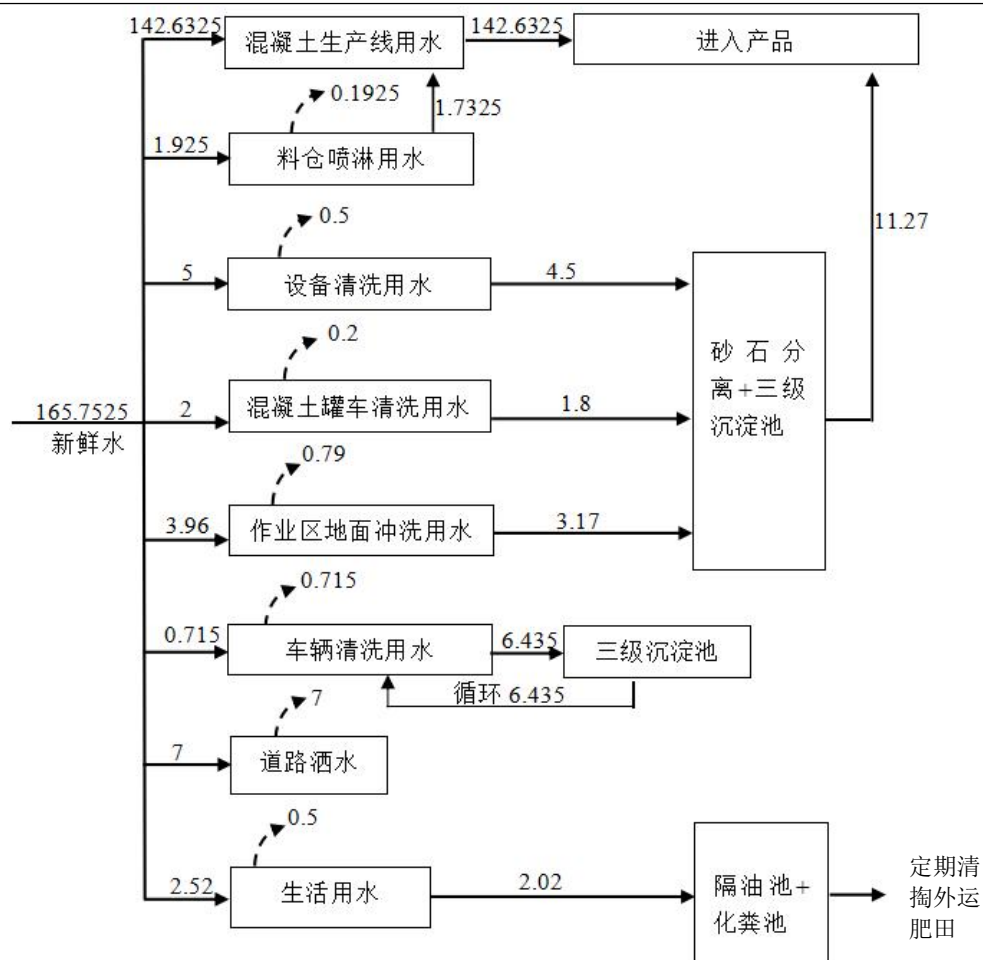 142.6325
混凝土生产线用水
142.6325
进入产品
0.1925
1.7325
1.925
料仓喷淋用水
0.5
11.27
5
设备清洗用水
4.5
0.2
砂石分
离+三级
沉淀池
165.7525
新鲜水
2
混凝土罐车清洗用水
1.8
0.79
3.96
作业区地面冲洗用水
3.17
0.715
0.715
车辆清洗用水
6.435
三级沉淀池
循环 6.435
7
7
道路洒水
0.5
2.52
生活用水
2.02
隔油池+
化粪池
定期清
掏外运
肥田